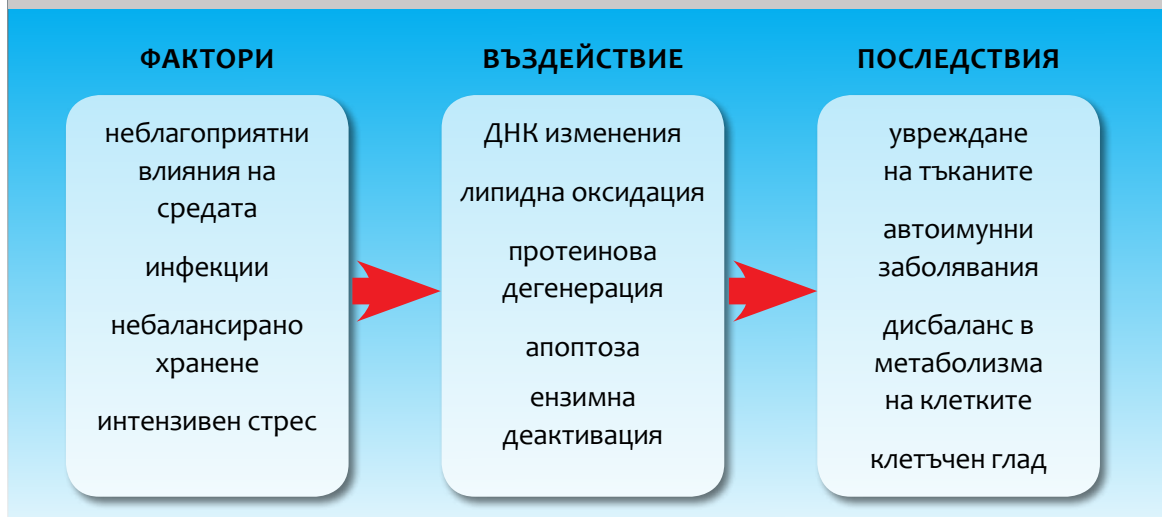 ФАКТОРИ
неблагоприятни
влияния на
средата
инфекции
небалансирано
хранене
интензивен стрес
ВЪЗДЕЙСТВИЕ
ДНК изменения
липидна оксидация
протеинова
дегенерация
апоптоза
ензимна
деактивация
ПОСЛЕДСТВИЯ
увреждане
на тъканите
автоимунни
заболявания
дисбаланс в
метаболизма
на клетките
клетъчен глад